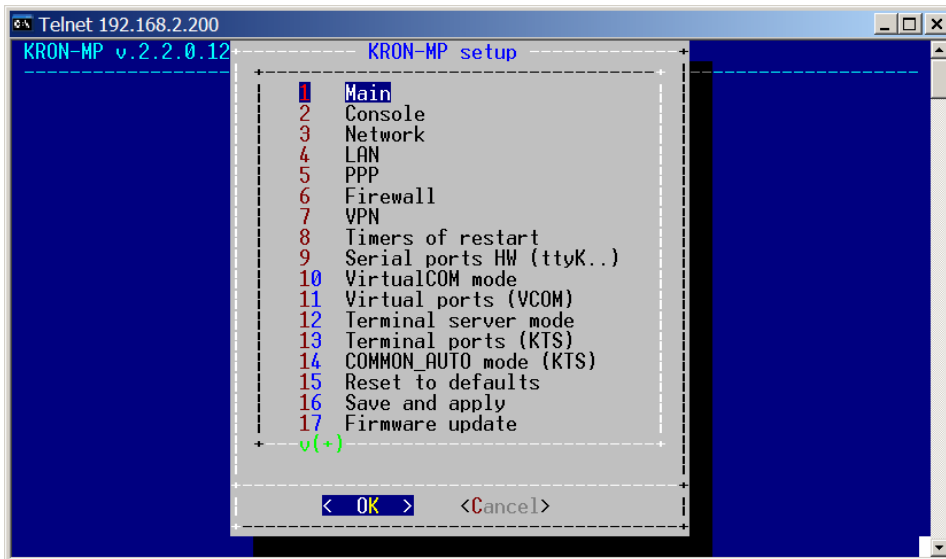 Telnet 192.168.2.200
KRON-MP v.2.2.0.12
KRON-MP setup
1 Main
2 Console
3 Network
4 LAN
5 PPP
6 Firewall
7 VPN
8 Timers of restart
9 Serial ports HW (ttyK..)
10 VirtualCOM mode
11 Virtual ports (VCOM)
12 Terminal server mode
13 Terminal ports (KTS)
14 COMMON_AUTO mode (KTS)
15 Reset to defaults
16 Save and apply
17 Firmware update
v(+)
< OK > <Cancel>